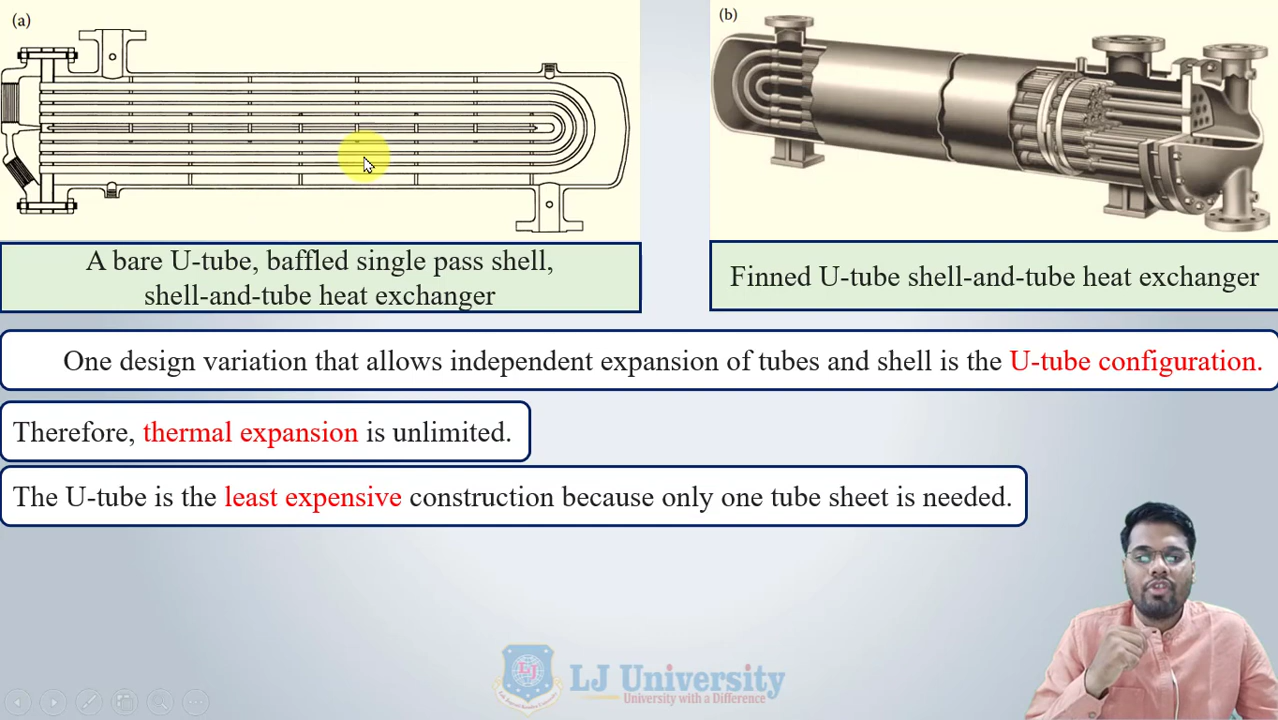 (a)
(b)
A bare U-tube, baffled single pass shell,
shell-and-tube heat exchanger
Finned U-tube shell-and-tube heat exchanger
One design variation that allows independent expansion of tubes and shell is the U-tube configuration.
Therefore, thermal expansion is unlimited.
The U-tube is the least expensive construction because only one tube sheet is needed.
LJ
LJ University
University with a Difference